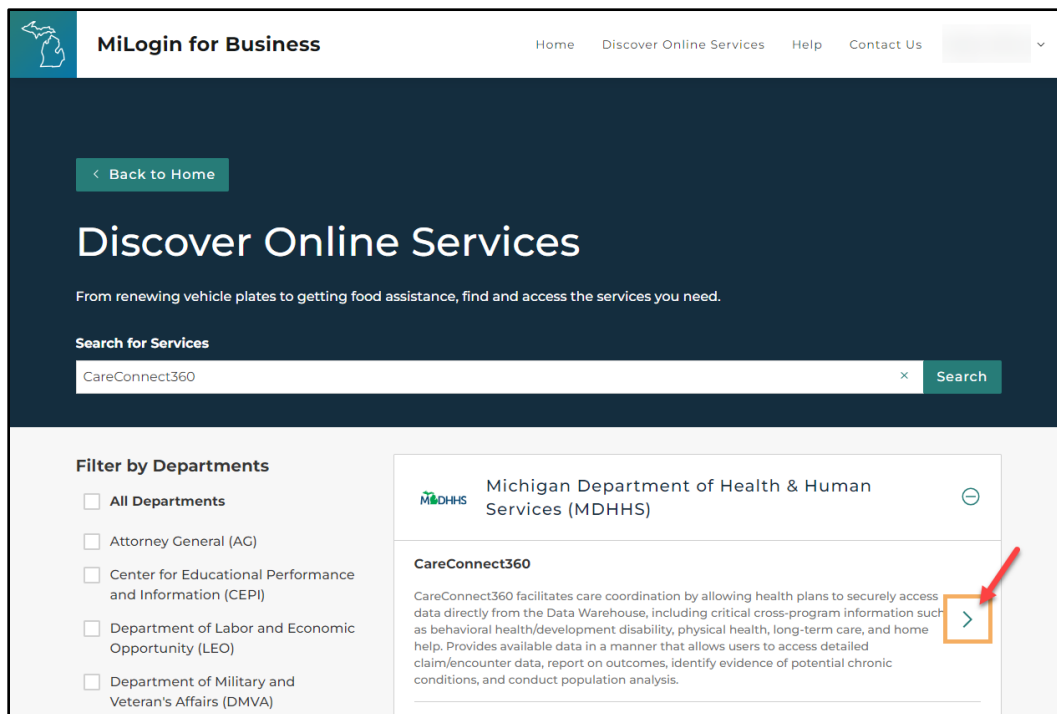 MiLogin for Business
Home Discover Online Services Help Contact Us
< Back to Home
Discover Online Services
From renewing vehicle plates to getting food assistance, find and access the services you need.
Search for Services
CareConnect360 × Search
Filter by Departments
All Departments
Attorney General (AG)
Center for Educational Performance
and Information (CEPI)
Department of Labor and Economic
Opportunity (LEO)
Department of Military and
Veteran's Affairs (DMVA)
MDHHS
Michigan Department of Health & Human
Services (MDHHS)
CareConnect360
CareConnect360 facilitates care coordination by allowing health plans to securely access
data directly from the Data Warehouse, including critical cross-program information such
as behavioral health/development disability, physical health, long-term care, and home
help. Provides available data in a manner that allows users to access detailed
claim/encounter data, report on outcomes, identify evidence of potential chronic
conditions, and conduct population analysis.